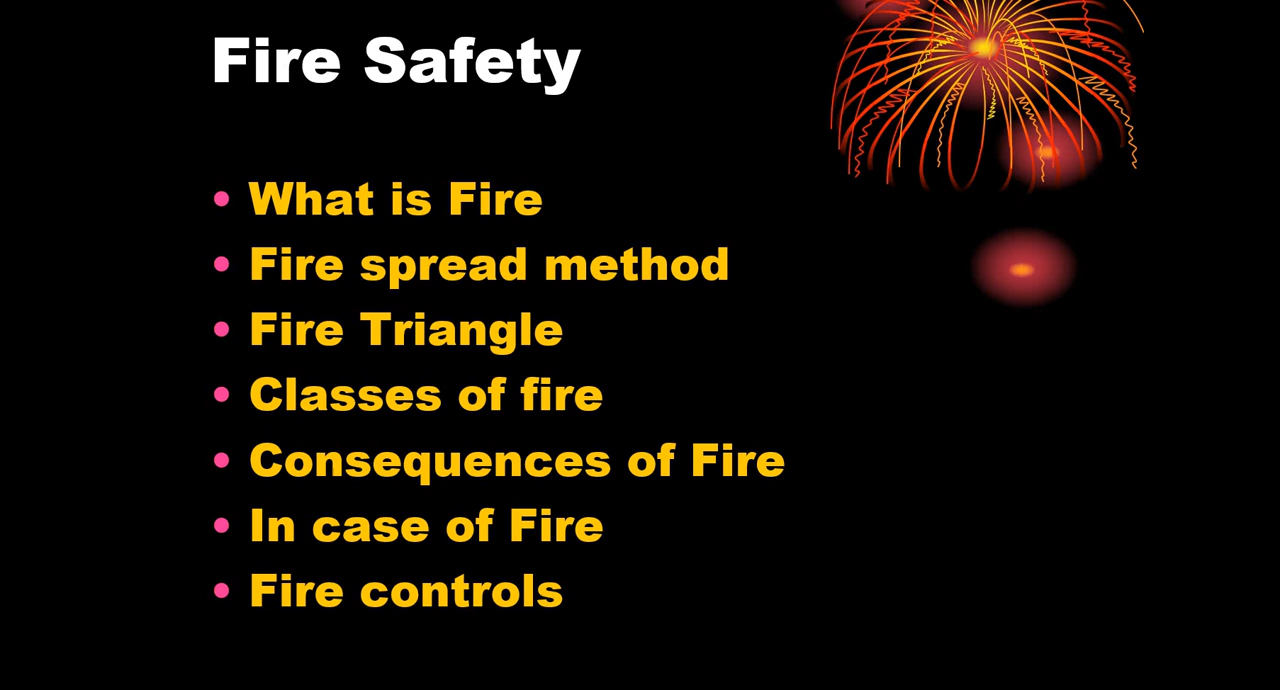 Fire Safety
• What is Fire
• Fire spread method
• Fire Triangle
• Classes of fire
• Consequences of Fire
• In case of Fire
• Fire controls